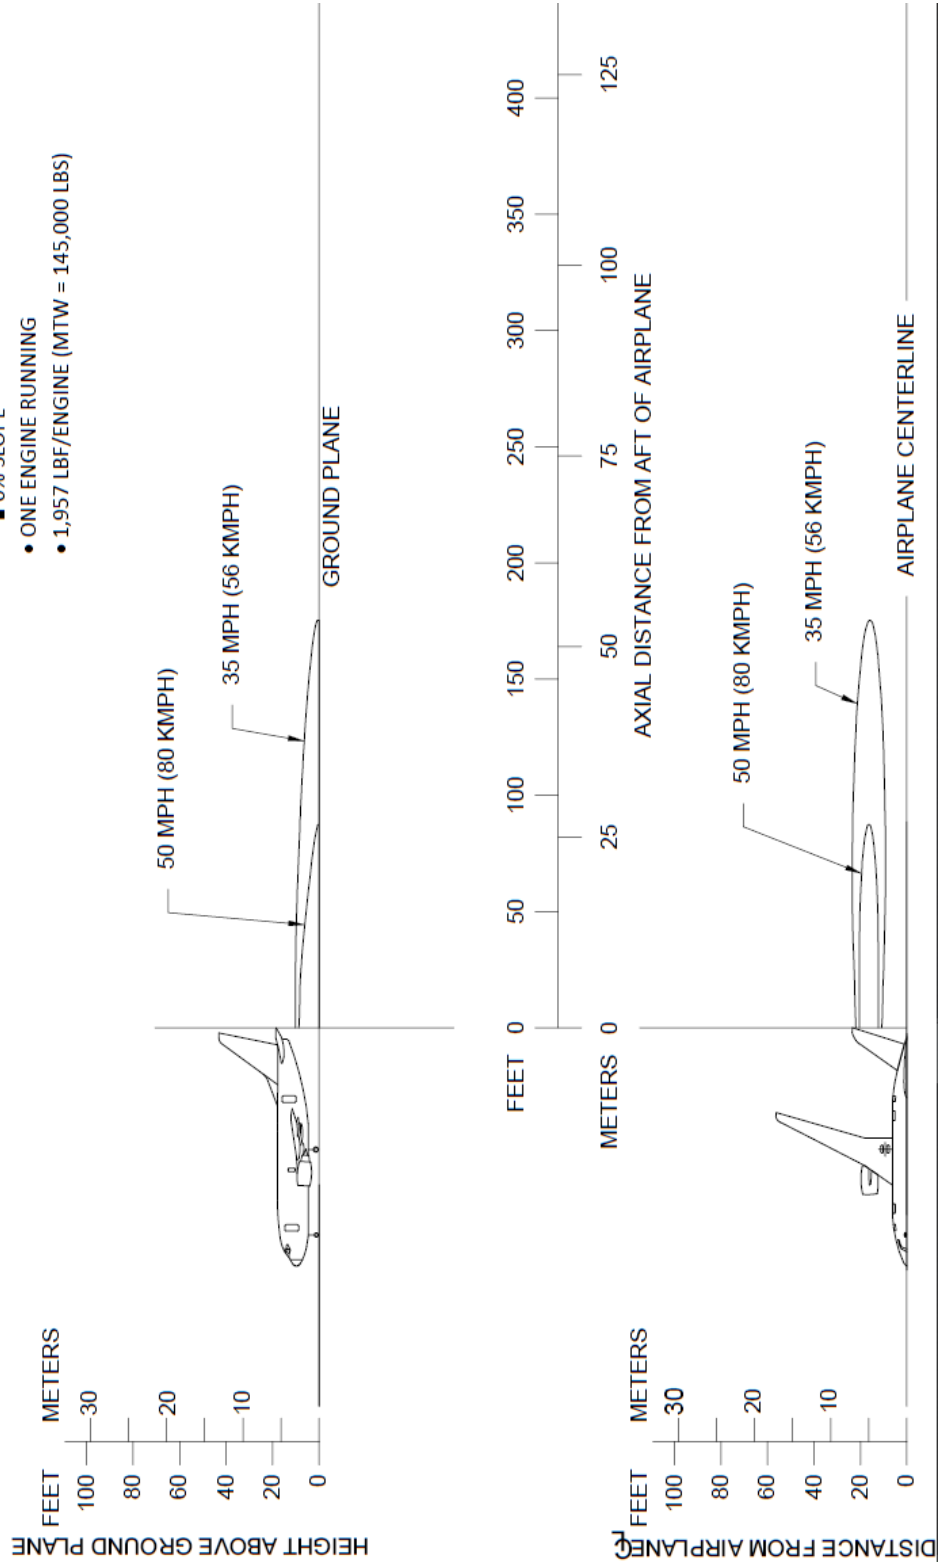 ■ 0% SLOPE
• ONE ENGINE RUNNING
• 1,957 LBF/ENGINE (MTW = 145,000 LBS)
HEIGHT ABOVE GROUND PLANE
FEET
METERS
100
80
60
40
20
0
30
20
10
50 MPH (80 KMPH)
35 MPH (56 KMPH)
GROUND PLANE
FEET
0
50
100
150
200
250
300
350
400
METERS
0
25
50
75
100
125
AXIAL DISTANCE FROM AFT OF AIRPLANE
DISTANCE FROM AIRPLANE ℄
FEET
METERS
100
80
60
40
20
0
30
20
10
50 MPH (80 KMPH)
35 MPH (56 KMPH)
AIRPLANE CENTERLINE